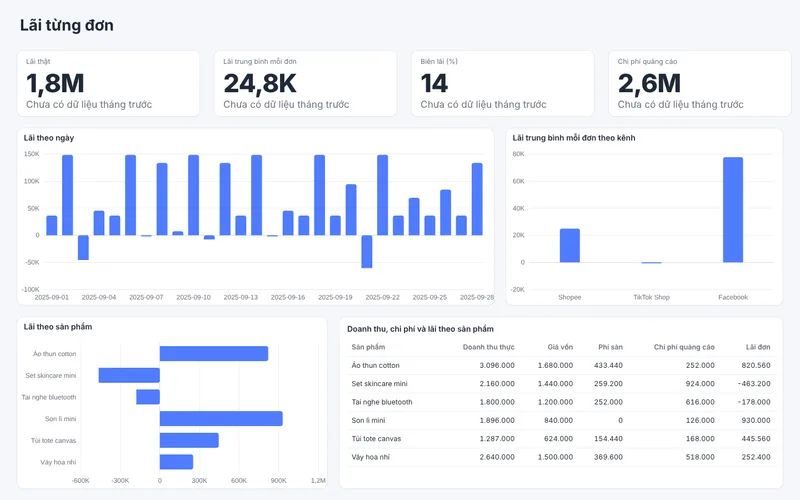 Lãi từng đơn
Lãi thật
1,8M
Chưa có dữ liệu tháng trước
Lãi trung bình mỗi đơn
24,8K
Chưa có dữ liệu tháng trước
Biên lãi (%)
14
Chưa có dữ liệu tháng trước
Chi phí quảng cáo
2,6M
Chưa có dữ liệu tháng trước
Lãi theo ngày
150K
100K
50K
0
-50K
-100K
2025-09-01 2025-09-04 2025-09-07 2025-09-10 2025-09-13 2025-09-16 2025-09-19 2025-09-22 2025-09-25 2025-09-28
Lãi trung bình mỗi đơn theo kênh
80K
60K
40K
20K
0
-20K
Shopee TikTok Shop Facebook
Lãi theo sản phẩm
Áo thun cotton
Set skincare mini
Tai nghe bluetooth
Son lì mini
Túi tote canvas
Váy hoa nhí
-600K -300K 0 300K 600K 900K 1,2M
Doanh thu, chi phí và lãi theo sản phẩm
Sản phẩm Doanh thu thực Giá vốn Phí sàn Chi phí quảng cáo Lãi đơn
Áo thun cotton 3.096.000 1.680.000 433.440 252.000 820.560
Set skincare mini 2.160.000 1.440.000 259.200 924.000 -463.200
Tai nghe bluetooth 1.800.000 1.200.000 252.000 616.000 -178.000
Son lì mini 1.896.000 840.000 0 126.000 930.000
Túi tote canvas 1.287.000 624.000 154.440 168.000 445.560
Váy hoa nhí 2.640.000 1.500.000 369.600 518.000 252.400